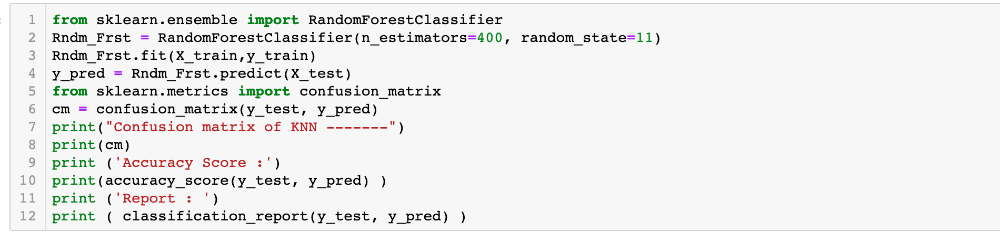 1 from sklearn.ensemble import RandomForestClassifier
2 Rndm_Frst = RandomForestClassifier(n_estimators=400, random_state=11)
3 Rndm_Frst.fit(X_train,y_train)
4 y_pred = Rndm_Frst.predict(X_test)
5 from sklearn.metrics import confusion_matrix
6 cm = confusion_matrix(y_test, y_pred)
7 print("Confusion matrix of KNN -------")
8 print(cm)
9 print ('Accuracy Score :')
10 print(accuracy_score(y_test, y_pred) )
11 print ('Report : ')
12 print ( classification_report(y_test, y_pred) )